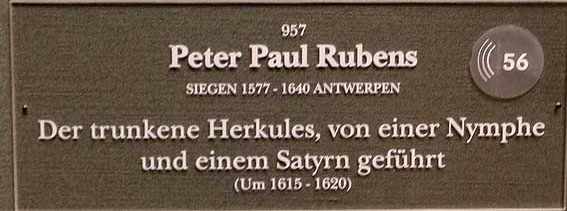 957
Peter Paul Rubens
56
SIEGEN 1577 - 1640 ANTWERPEN
Der trunkene Herkules, von einer Nymphe
und einem Satyrn geführt
(Um 1615 - 1620)